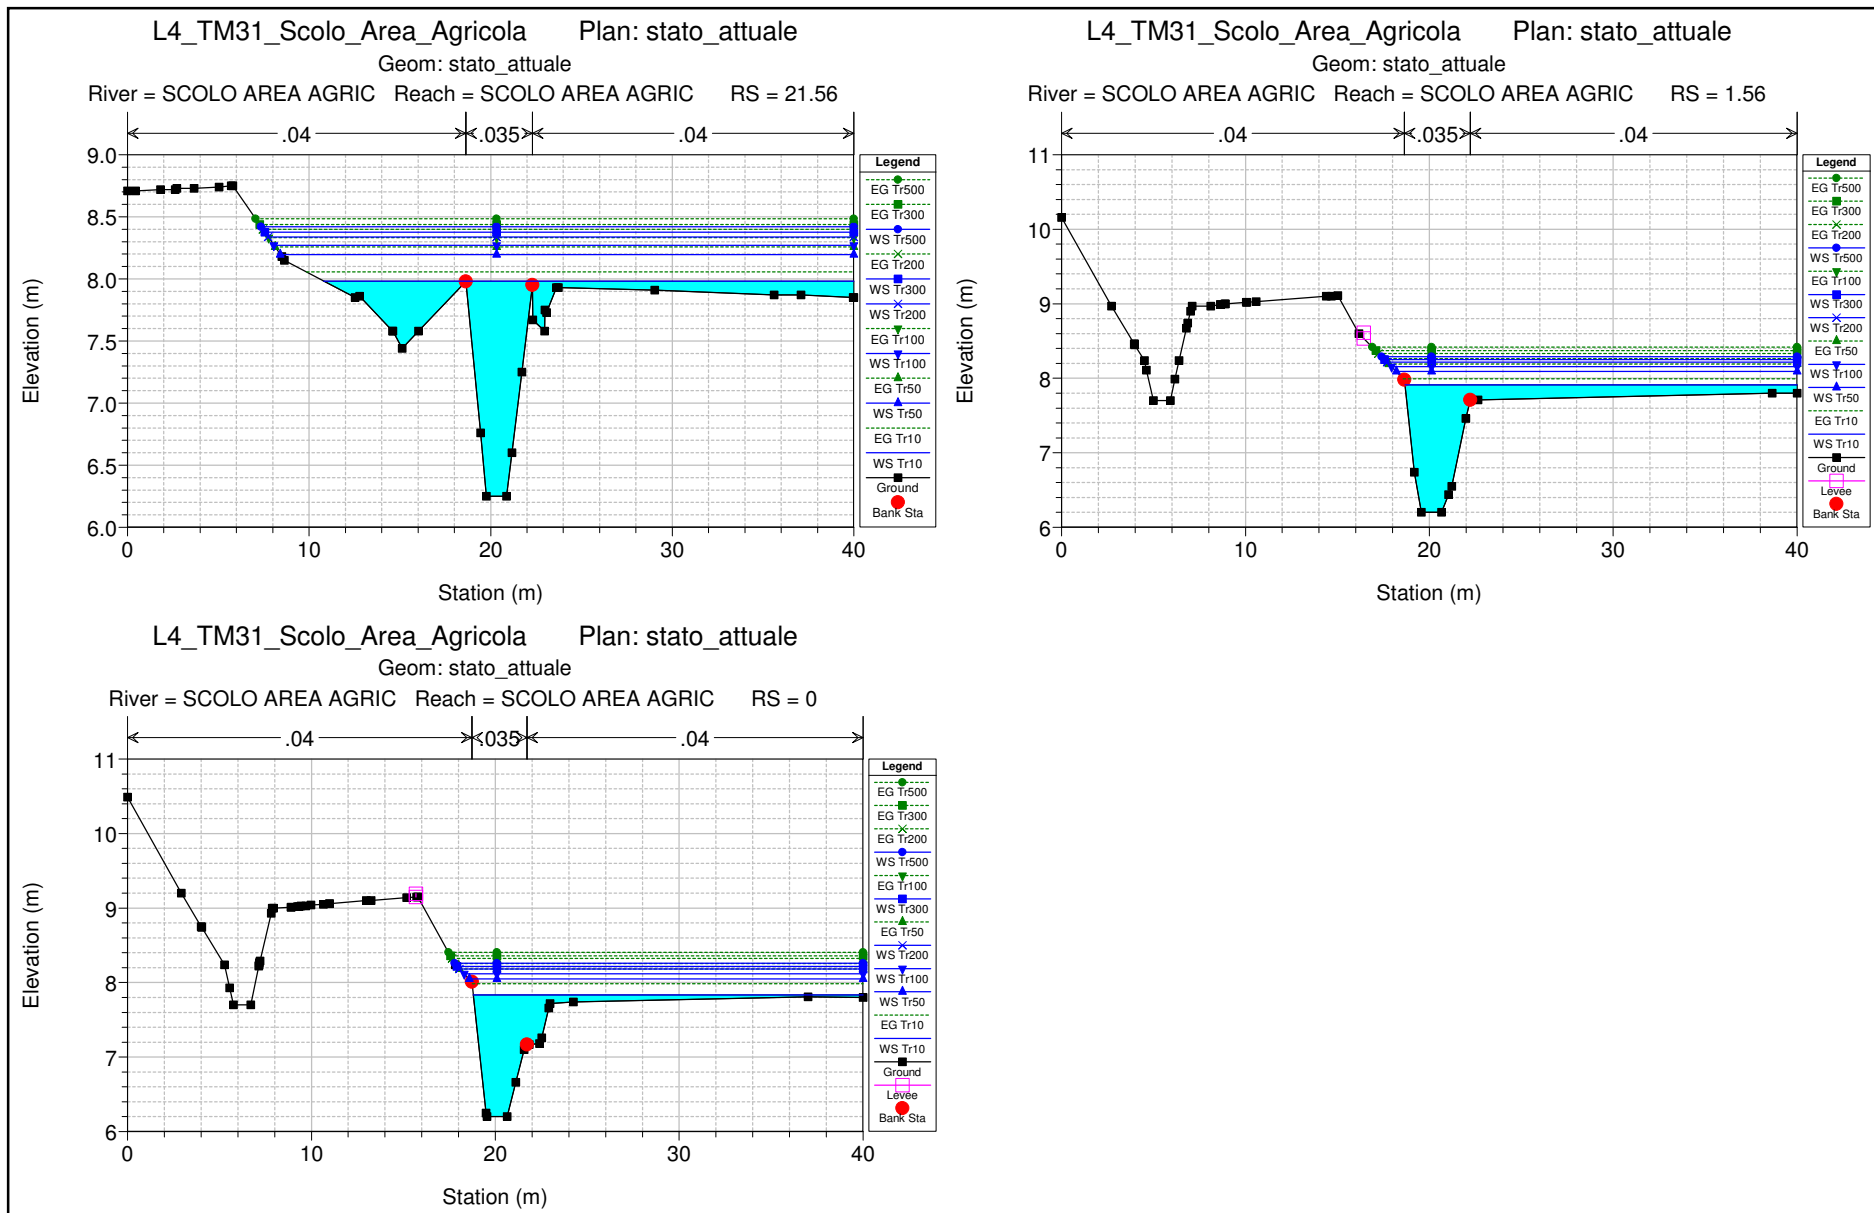 L4_TM31_Scolo_Area_Agricola Plan: stato_attuale
Geom: stato_attuale
River = SCOLO AREA AGRIC Reach = SCOLO AREA AGRIC RS = 21.56
.04 .035 .04
9.0
8.5
8.0
7.5
7.0
6.5
6.0
0 10 20 30 40
Station (m)
Elevation (m)
Legend
EG Tr500
EG Tr300
WS Tr500
EG Tr200
WS Tr300
WS Tr200
EG Tr100
WS Tr100
EG Tr50
WS Tr50
EG Tr10
WS Tr10
Ground
Bank Sta
L4_TM31_Scolo_Area_Agricola Plan: stato_attuale
Geom: stato_attuale
River = SCOLO AREA AGRIC Reach = SCOLO AREA AGRIC RS = 1.56
.04 .035 .04
11
10
9
8
7
6
0 10 20 30 40
Station (m)
Elevation (m)
Legend
EG Tr500
EG Tr300
EG Tr200
WS Tr500
EG Tr100
WS Tr300
WS Tr200
EG Tr50
WS Tr100
WS Tr50
EG Tr10
WS Tr10
Ground
Levee
Bank Sta
L4_TM31_Scolo_Area_Agricola Plan: stato_attuale
Geom: stato_attuale
River = SCOLO AREA AGRIC Reach = SCOLO AREA AGRIC RS = 0
.04 .035 .04
11
10
9
8
7
6
0 10 20 30 40
Station (m)
Elevation (m)
Legend
EG Tr500
EG Tr300
EG Tr200
WS Tr500
EG Tr100
WS Tr300
EG Tr50
WS Tr200
WS Tr100
WS Tr50
EG Tr10
WS Tr10
Ground
Levee
Bank Sta